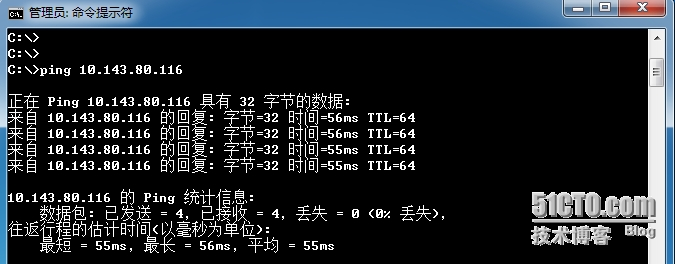 管理员: 命令提示符
C:\>
C:\>
C:\>ping 10.143.80.116
正在 Ping 10.143.80.116 具有 32 字节的数据:
来自 10.143.80.116 的回复: 字节=32 时间=56ms TTL=64
来自 10.143.80.116 的回复: 字节=32 时间=56ms TTL=64
来自 10.143.80.116 的回复: 字节=32 时间=55ms TTL=64
来自 10.143.80.116 的回复: 字节=32 时间=55ms TTL=64
10.143.80.116 的 Ping 统计信息:
数据包: 已发送 = 4, 已接收 = 4, 丢失 = 0 (0% 丢失),
往返行程的估计时间(以毫秒为单位):
最短 = 55ms, 最长 = 56ms, 平均 = 55ms
51CTO.com
技术博客 Blog